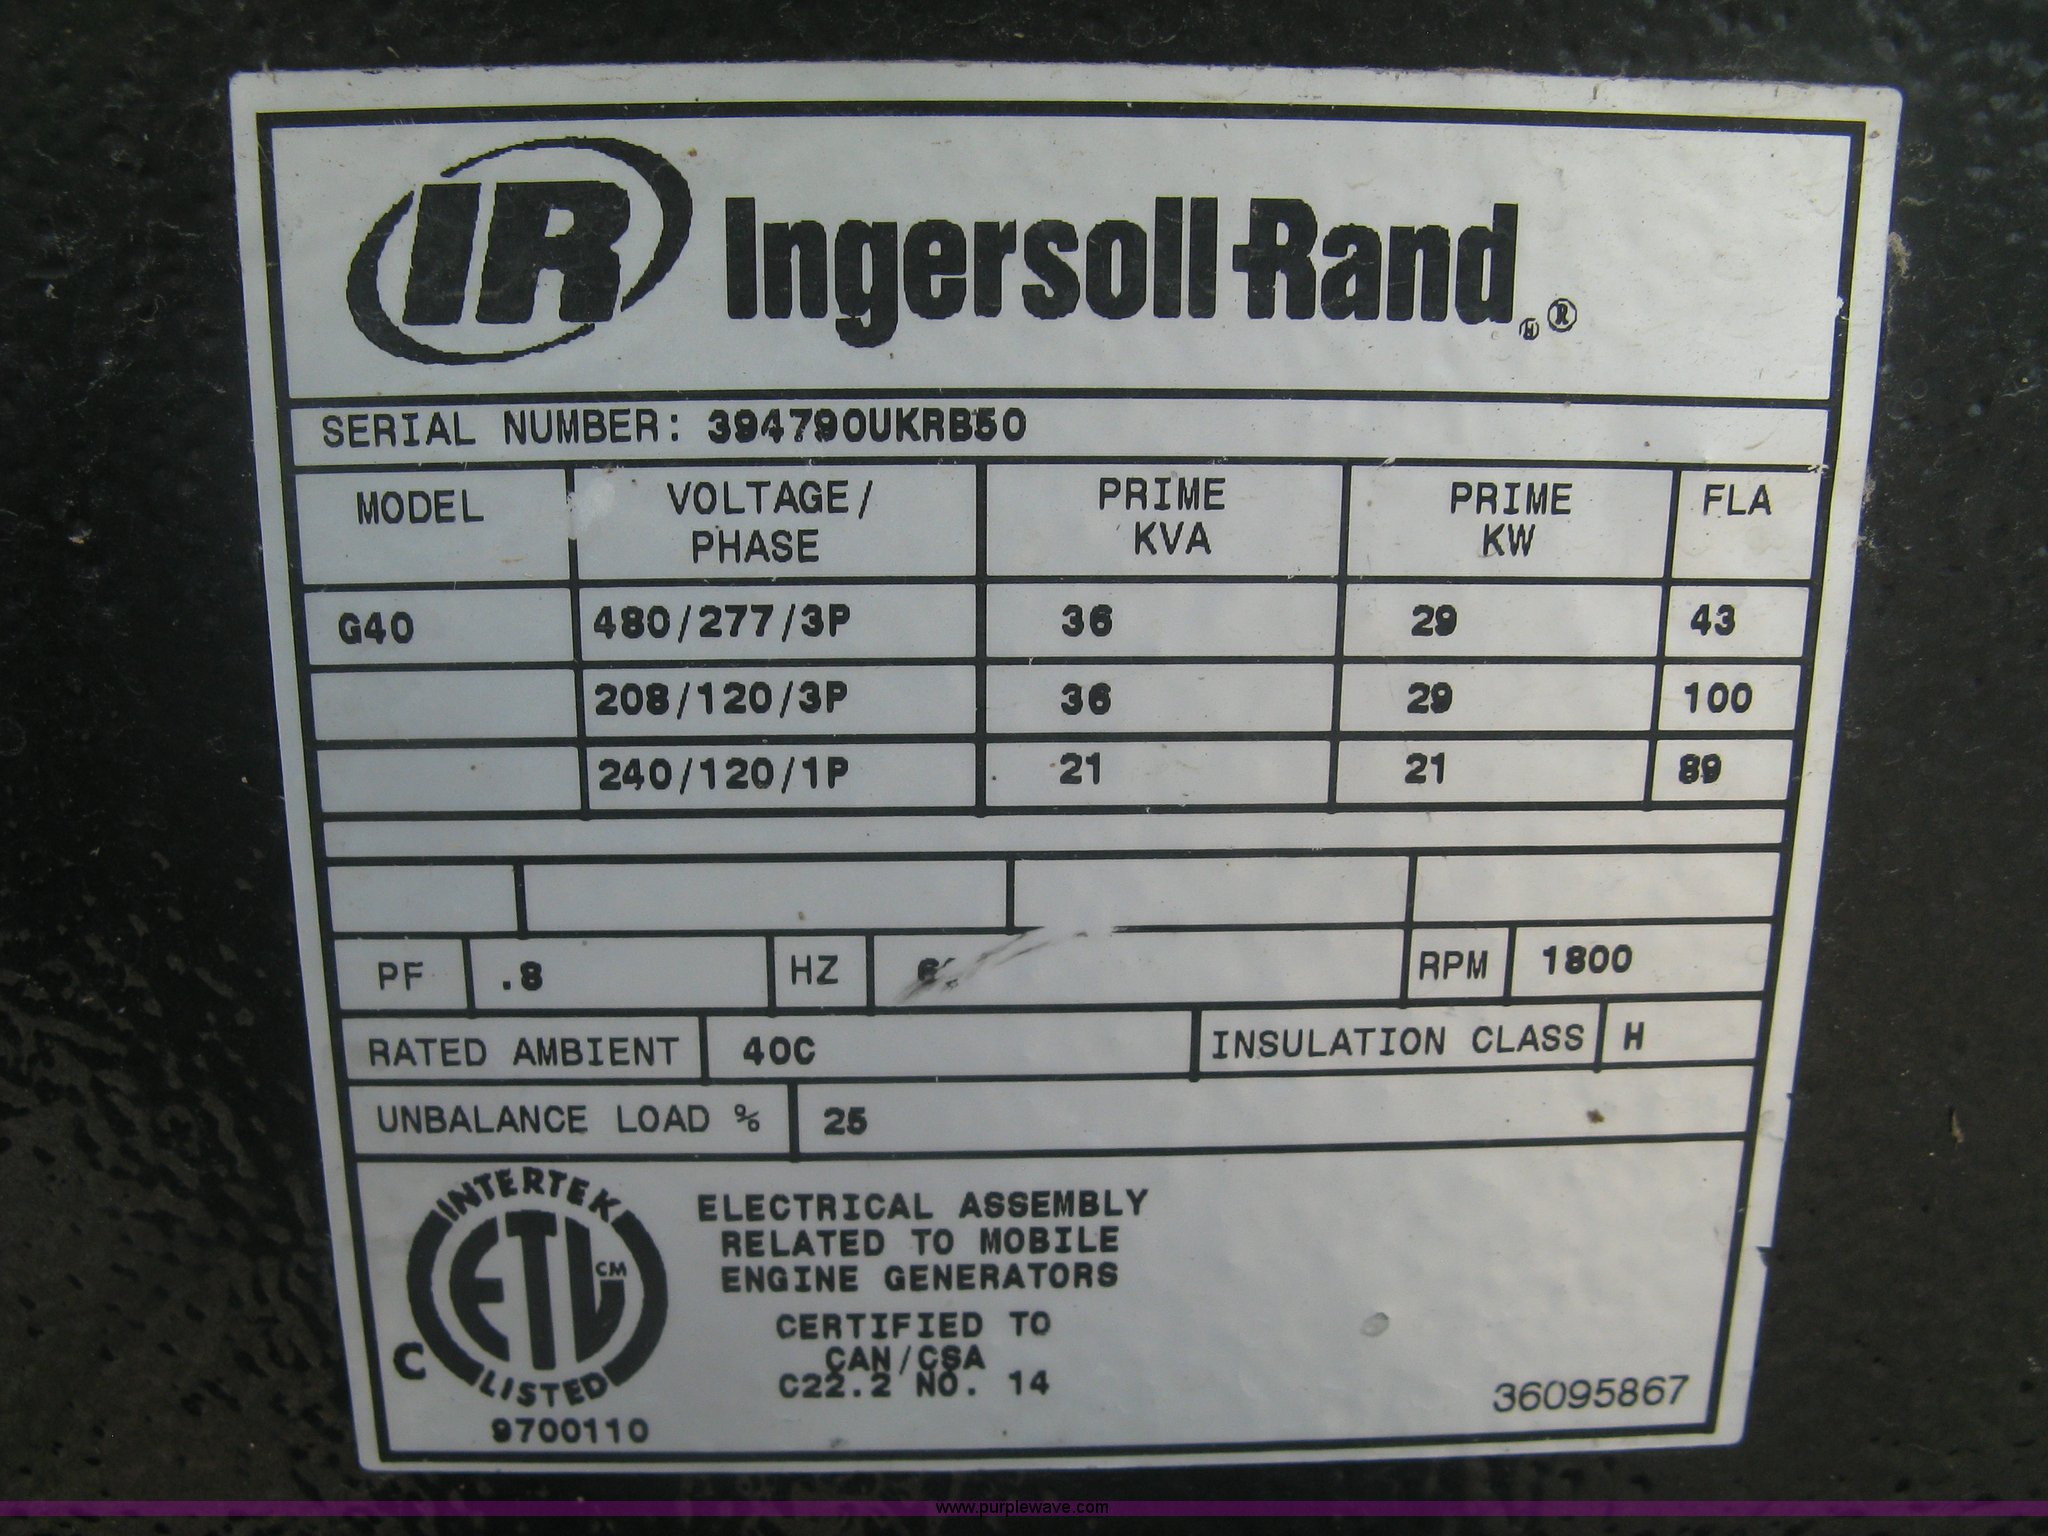 IR Ingersoll-Rand ®
SERIAL NUMBER: 394790UKRB50
MODEL VOLTAGE/ PHASE PRIME KVA PRIME KW FLA
G40 480/277/3P 36 29 43
208/120/3P 36 29 100
240/120/1P 21 21 89
PF .8 HZ RPM 1800
RATED AMBIENT 40C INSULATION CLASS H
UNBALANCE LOAD % 25
INTERTEK
ETL CM
LISTED
C
9700110
ELECTRICAL ASSEMBLY
RELATED TO MOBILE
ENGINE GENERATORS
CERTIFIED TO
CAN/CSA
C22.2 NO. 14
36095867
www.purplewave.com